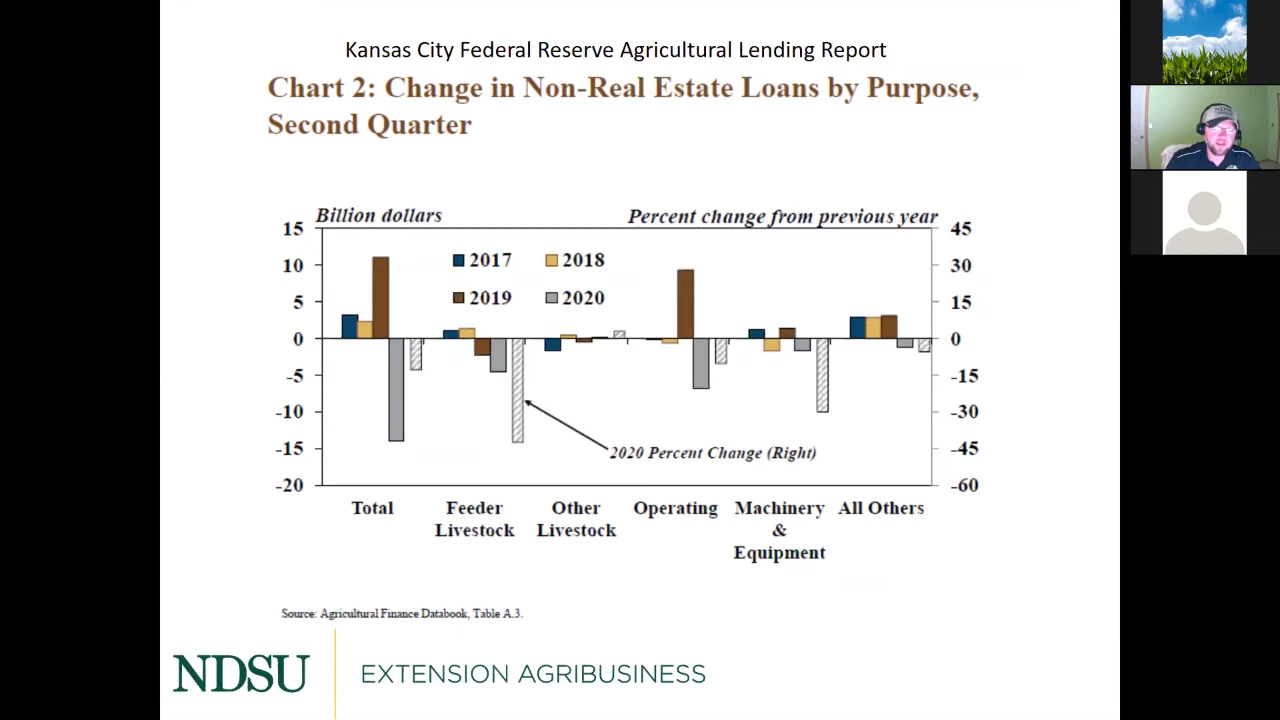 Kansas City Federal Reserve Agricultural Lending Report
Chart 2: Change in Non-Real Estate Loans by Purpose,
Second Quarter
Billion dollars
Percent change from previous year
15
10
5
0
-5
-10
-15
-20
2017
2018
2019
2020
45
30
15
0
-15
-30
-45
-60
2020 Percent Change (Right)
Total
Feeder
Livestock
Other
Livestock
Operating
Machinery
&
Equipment
All Others
Source: Agricultural Finance Databook, Table A.3.
NDSU
EXTENSION AGRIBUSINESS
NDSU